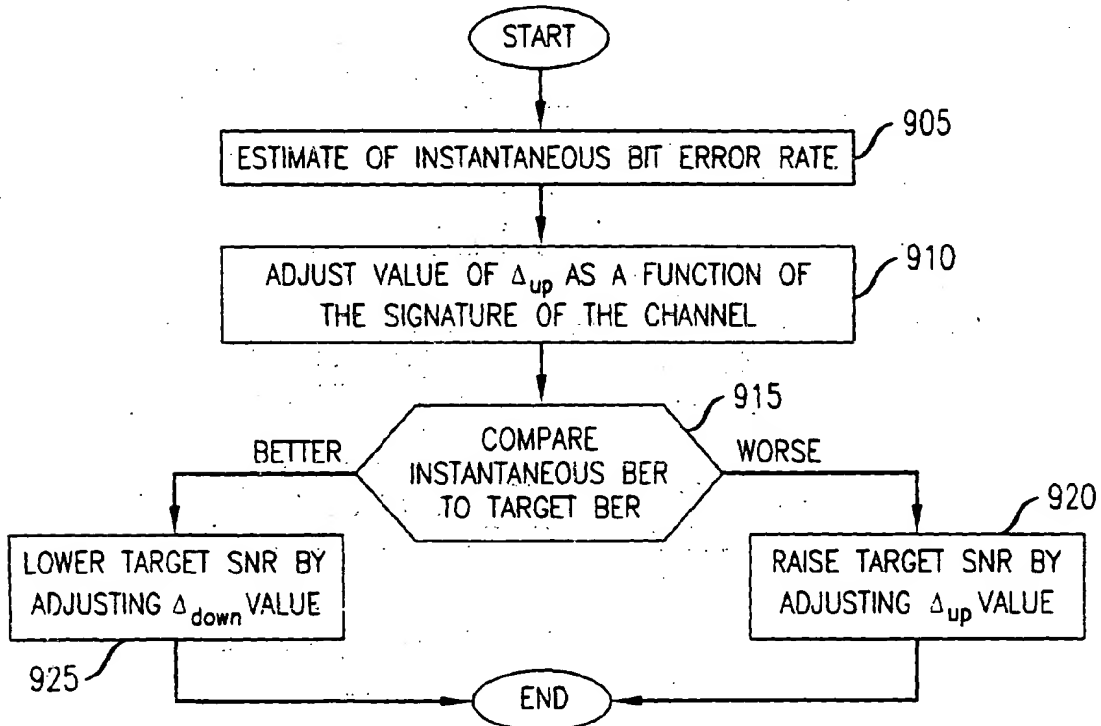 START
905
ESTIMATE OF INSTANTANEOUS BIT ERROR RATE
910
ADJUST VALUE OF Δup AS A FUNCTION OF
THE SIGNATURE OF THE CHANNEL
915
COMPARE
INSTANTANEOUS BER
TO TARGET BER
BETTER
WORSE
920
LOWER TARGET SNR BY
ADJUSTING Δdown VALUE
RAISE TARGET SNR BY
ADJUSTING Δup VALUE
925
END